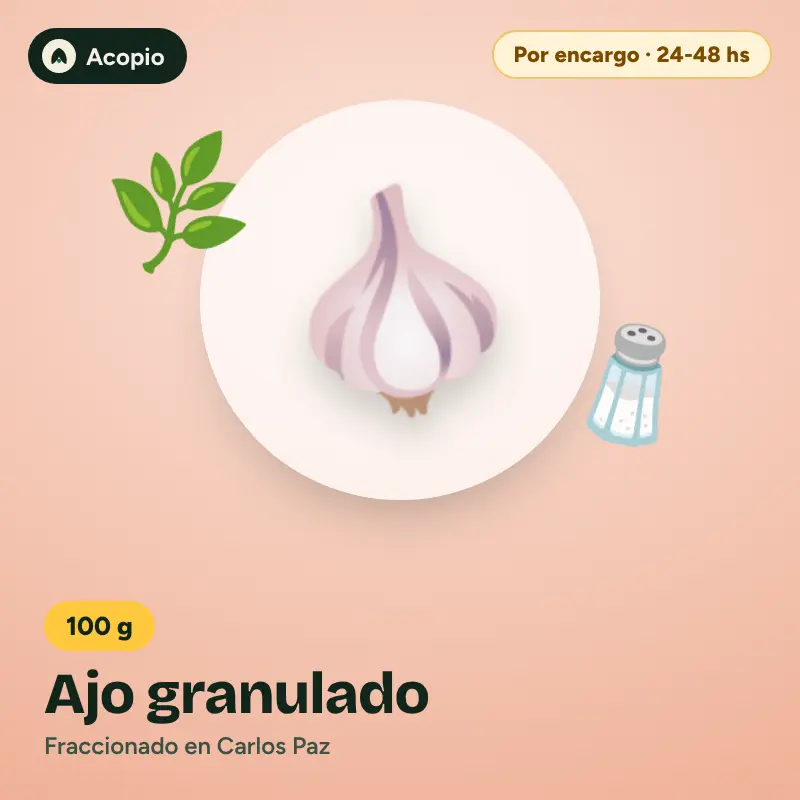 Acopio
Por encargo · 24-48 hs
100 g
Ajo granulado
Fraccionado en Carlos Paz